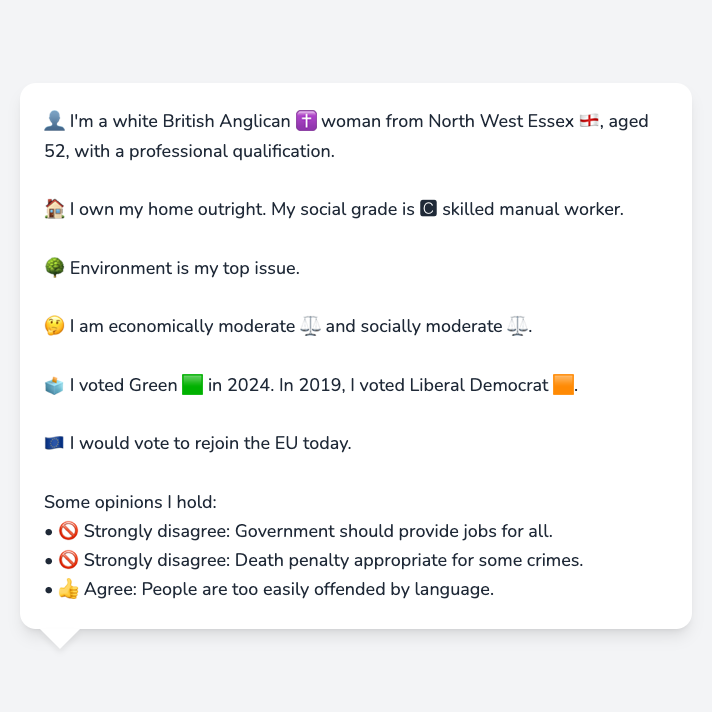 👤 I'm a white British Anglican ✝️ woman from North West Essex 🏴󠁧󠁢󠁥󠁮󠁧󠁿, aged
52, with a professional qualification.
🏠 I own my home outright. My social grade is 🅲 skilled manual worker.
🌳 Environment is my top issue.
🤔 I am economically moderate ⚖️ and socially moderate ⚖️.
🗳️ I voted Green 🟩 in 2024. In 2019, I voted Liberal Democrat 🟧.
🇪🇺 I would vote to rejoin the EU today.
Some opinions I hold:
• 🚫 Strongly disagree: Government should provide jobs for all.
• 🚫 Strongly disagree: Death penalty appropriate for some crimes.
• 👍 Agree: People are too easily offended by language.